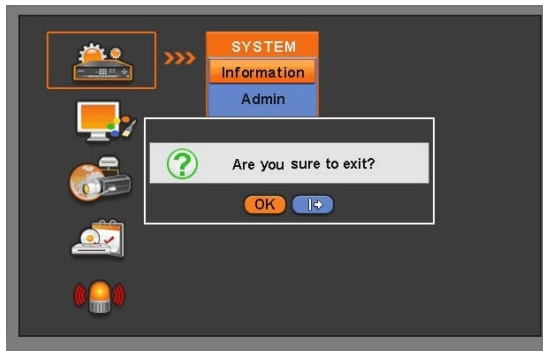 SYSTEM
Information
Admin
Are you sure to exit?
OK